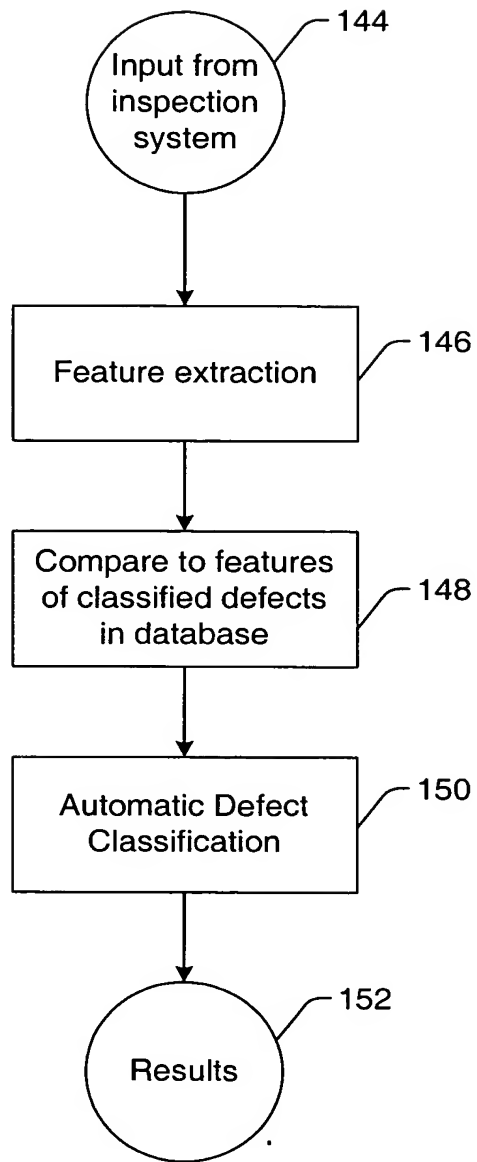 144
Input from
inspection
system
146
Feature extraction
Compare to features
of classified defects
in database
148
150
Automatic Defect
Classification
152
Results